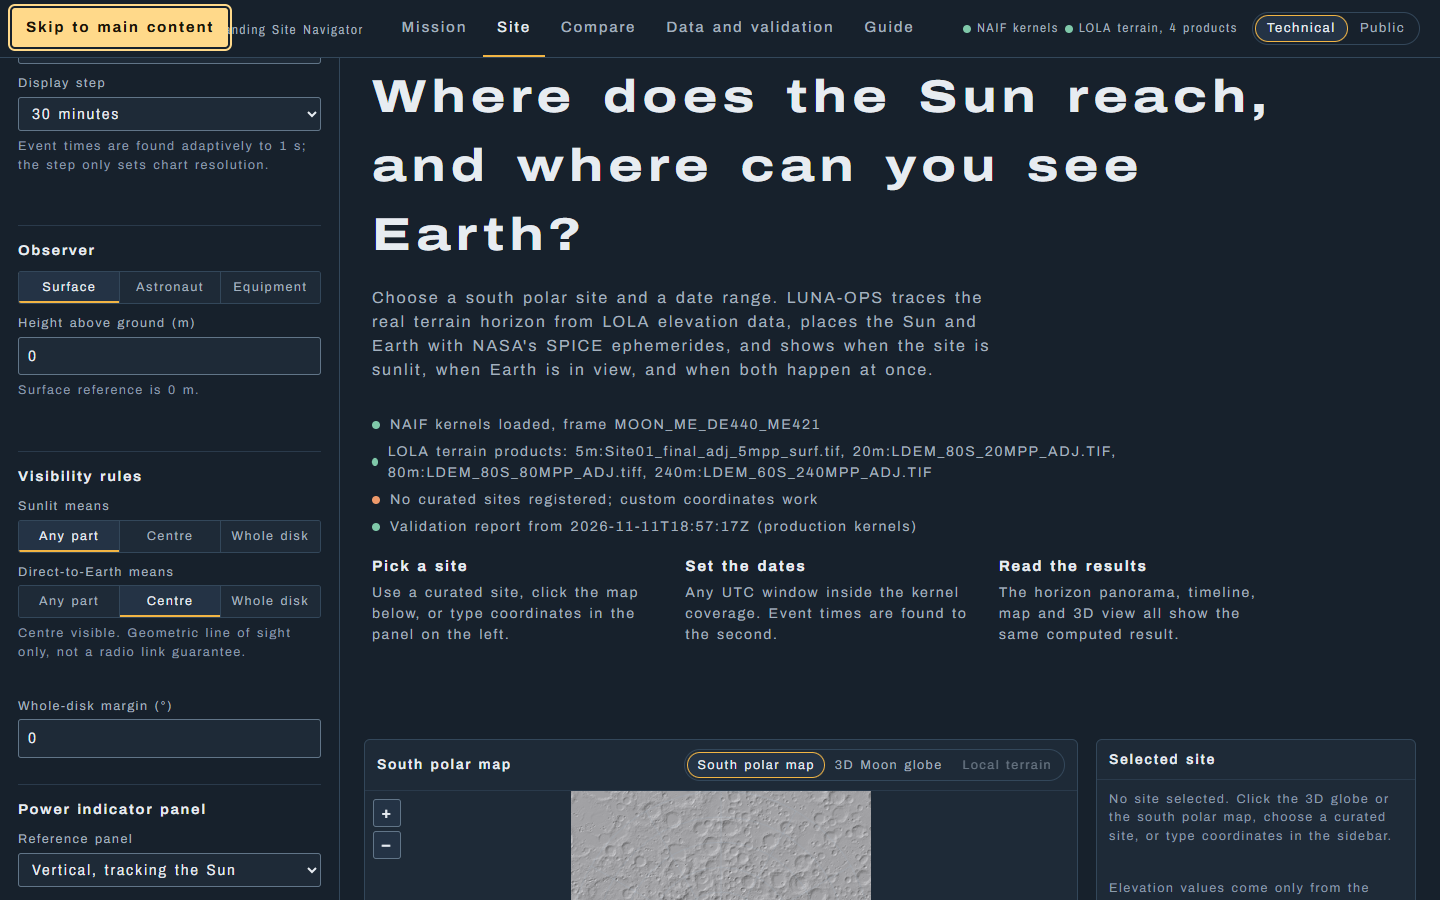 Skip to main content
nding Site Navigator
Mission
Site
Compare
Data and validation
Guide
NAIF kernels
LOLA terrain, 4 products
Technical
Public
Display step
30 minutes
Event times are found adaptively to 1 s;
the step only sets chart resolution.
Observer
Surface
Astronaut
Equipment
Height above ground (m)
0
Surface reference is 0 m.
Visibility rules
Sunlit means
Any part
Centre
Whole disk
Direct-to-Earth means
Any part
Centre
Whole disk
Centre visible. Geometric line of sight
only, not a radio link guarantee.
Whole-disk margin (°)
0
Power indicator panel
Reference panel
Vertical, tracking the Sun
Where does the Sun reach,
and where can you see
Earth?
Choose a south polar site and a date range. LUNA-OPS traces the
real terrain horizon from LOLA elevation data, places the Sun and
Earth with NASA's SPICE ephemerides, and shows when the site is
sunlit, when Earth is in view, and when both happen at once.
NAIF kernels loaded, frame MOON_ME_DE440_ME421
LOLA terrain products: 5m:Site01_final_adj_5mpp_surf.tif, 20m:LDEM_80S_20MPP_ADJ.TIF,
80m:LDEM_80S_80MPP_ADJ.tiff, 240m:LDEM_60S_240MPP_ADJ.TIF
No curated sites registered; custom coordinates work
Validation report from 2026-11-11T18:57:17Z (production kernels)
Pick a site
Use a curated site, click the map
below, or type coordinates in the
panel on the left.
Set the dates
Any UTC window inside the kernel
coverage. Event times are found to
the second.
Read the results
The horizon panorama, timeline,
map and 3D view all show the
same computed result.
South polar map
South polar map
3D Moon globe
Local terrain
+
−
Selected site
No site selected. Click the 3D globe or
the south polar map, choose a curated
site, or type coordinates in the sidebar.
Elevation values come only from the